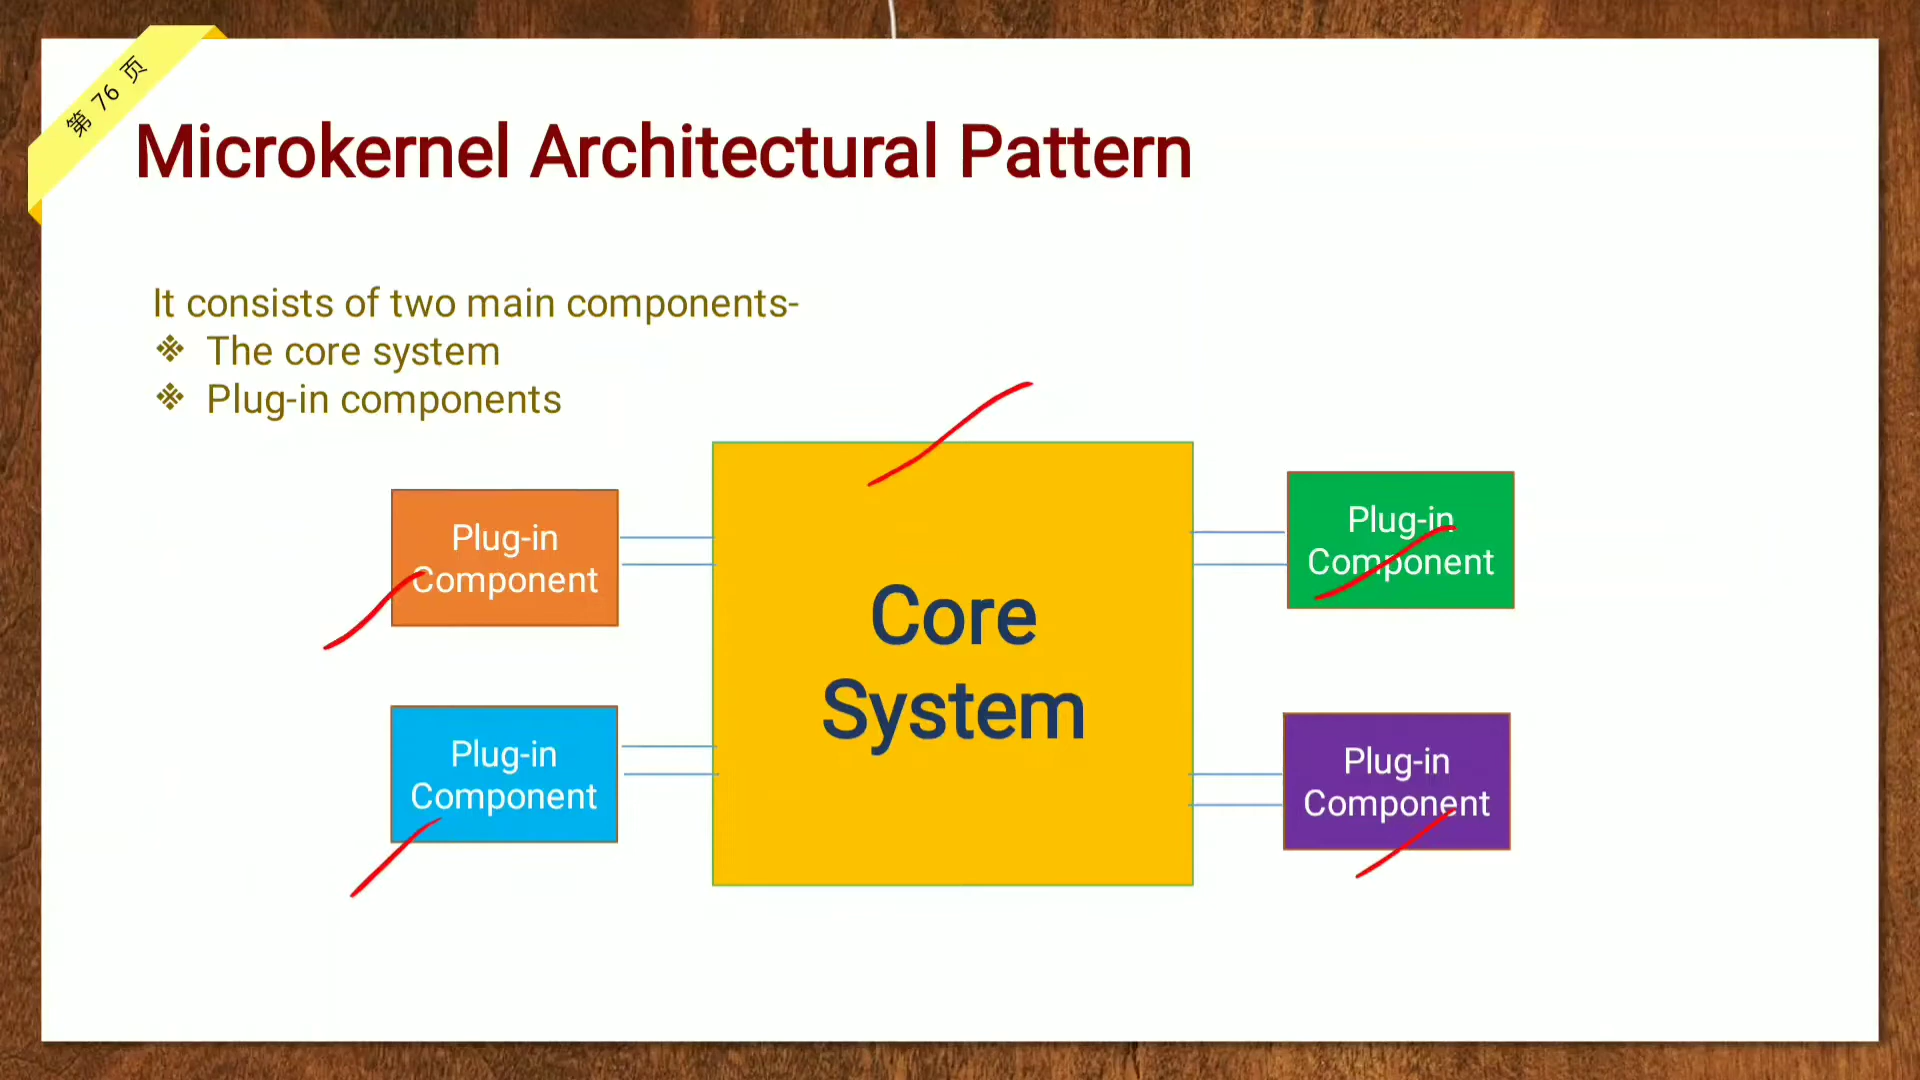 第 76 页
Microkernel Architectural Pattern
It consists of two main components-
❖ The core system
❖ Plug-in components
Plug-in
Component
Plug-in
Component
Core
System
Plug-in
Component
Plug-in
Component